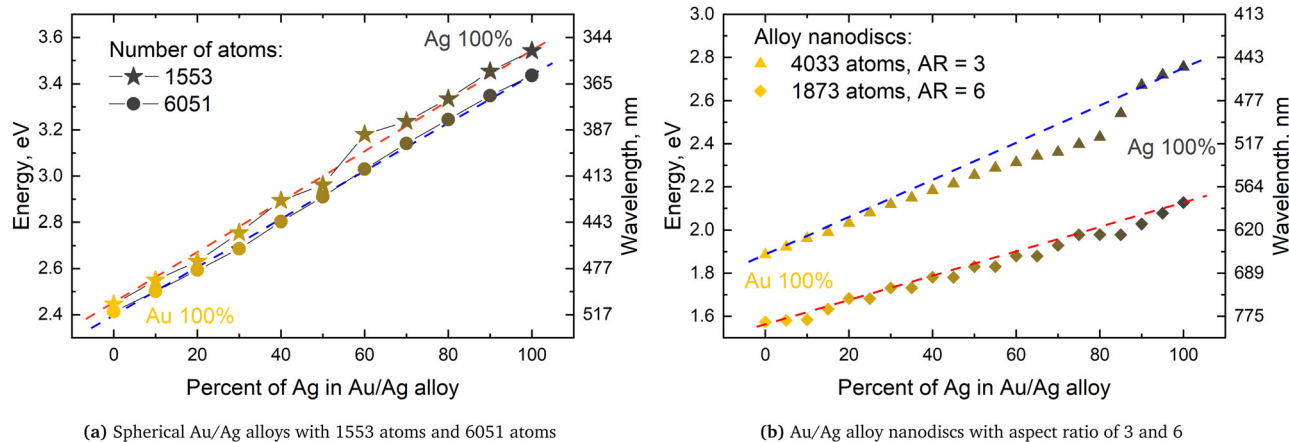 3.6
3.4
3.2
3.0
2.8
2.6
2.4
Energy, eV
Number of atoms:
1553
6051
Ag 100%
Au 100%
344
365
387
413
443
477
517
Wavelength, nm
0 20 40 60 80 100
Percent of Ag in Au/Ag alloy
(a) Spherical Au/Ag alloys with 1553 atoms and 6051 atoms
3.0
2.8
2.6
2.4
2.2
2.0
1.8
1.6
Energy, eV
Alloy nanodiscs:
4033 atoms, AR = 3
1873 atoms, AR = 6
Ag 100%
Au 100%
413
443
477
517
564
620
689
775
Wavelength, nm
0 20 40 60 80 100
Percent of Ag in Au/Ag alloy
(b) Au/Ag alloy nanodiscs with aspect ratio of 3 and 6